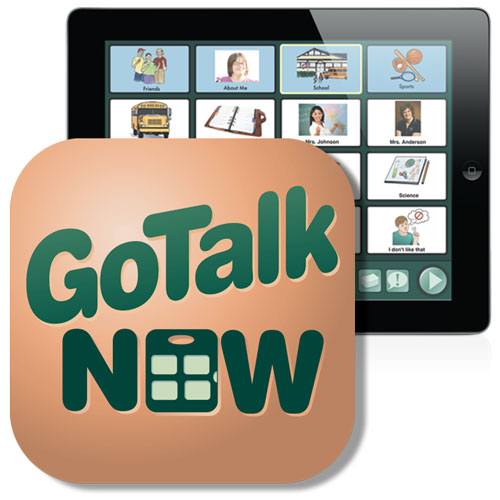 Friends
About Me
School
Sports
Mrs. Johnson
Mrs. Anderson
Science
I don't like that
GoTalk
NOW